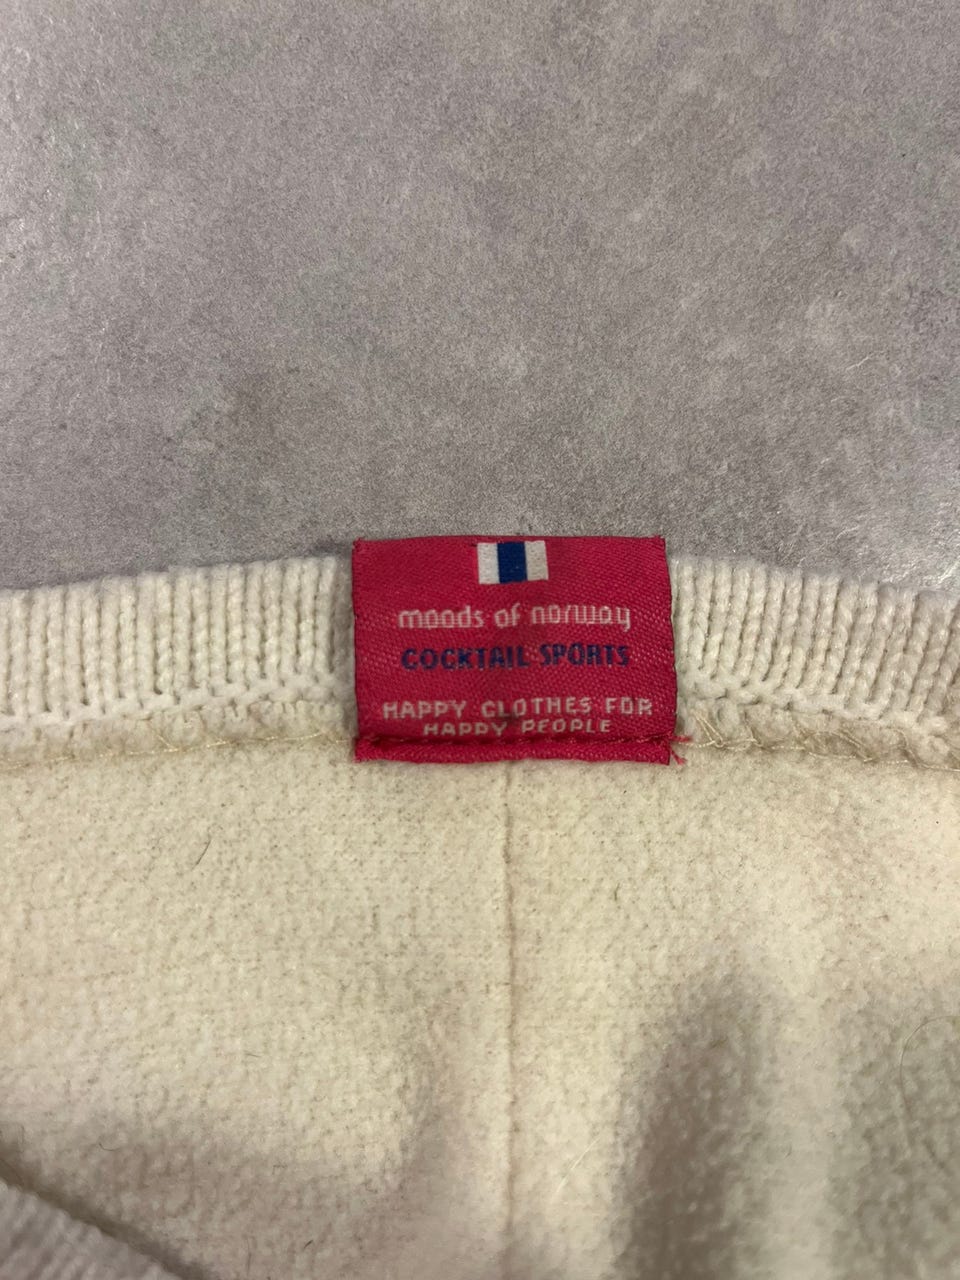 moods of norway
COCKTAIL SPORTS
HAPPY CLOTHES FOR
HAPPY PEOPLE